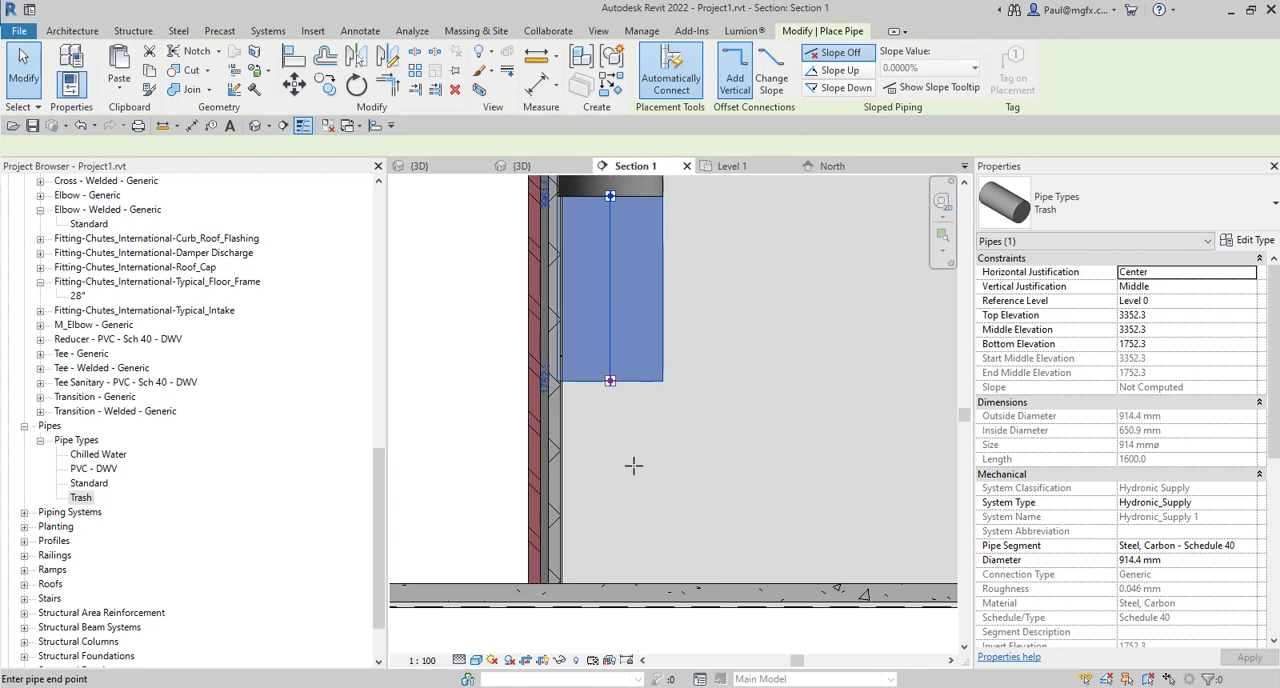 Autodesk Revit 2022 - Project1.rvt - Section: Section 1
Paul@mgfx.c...
File
Architecture
Structure
Steel
Precast
Systems
Insert
Annotate
Analyze
Massing & Site
Collaborate
View
Manage
Add-Ins
Lumion®
Modify | Place Pipe
Modify
Paste
Notch
Cut
Join
Automatically
Connect
Add
Vertical
Change
Slope
Slope Off
Slope Up
Slope Down
Slope Value:
0.0000%
Show Slope Tooltip
Tag on
Placement
Select
Properties
Clipboard
Geometry
Modify
View
Measure
Create
Placement Tools
Offset Connections
Sloped Piping
Tag
Project Browser - Project1.rvt
{3D}
{3D}
Section 1
Level 1
North
Properties
Cross - Welded - Generic
Elbow - Generic
Elbow - Welded - Generic
Standard
Fitting-Chutes_International-Curb_Roof_Flashing
Fitting-Chutes_International-Damper Discharge
Fitting-Chutes_International-Roof_Cap
Fitting-Chutes_International-Typical_Floor_Frame
28"
Fitting-Chutes_International-Typical_Intake
M_Elbow - Generic
Reducer - PVC - Sch 40 - DWV
Tee - Generic
Tee - Welded - Generic
Tee Sanitary - PVC - Sch 40 - DWV
Transition - Generic
Transition - Welded - Generic
Pipes
Pipe Types
Chilled Water
PVC - DWV
Standard
Trash
Piping Systems
Planting
Profiles
Railings
Ramps
Roofs
Stairs
Structural Area Reinforcement
Structural Beam Systems
Structural Columns
Structural Foundations
1752.3
2D
Pipe Types
Trash
Pipes (1)
Edit Type
Constraints
Horizontal Justification Center
Vertical Justification Middle
Reference Level Level 0
Top Elevation 3352.3
Middle Elevation 3352.3
Bottom Elevation 1752.3
Start Middle Elevation 3352.3
End Middle Elevation 1752.3
Slope Not Computed
Dimensions
Outside Diameter 914.4 mm
Inside Diameter 650.9 mm
Size 914 mmø
Length 1600.0
Mechanical
System Classification Hydronic Supply
System Type Hydronic_Supply
System Name Hydronic_Supply 1
System Abbreviation
Pipe Segment Steel, Carbon - Schedule 40
Diameter 914.4 mm
Connection Type Generic
Roughness 0.046 mm
Material Steel, Carbon
Schedule/Type Schedule 40
Segment Description
Invert Elevation 1752.3
Properties help
Apply
1 : 100
Enter pipe end point
:0
Main Model
:0